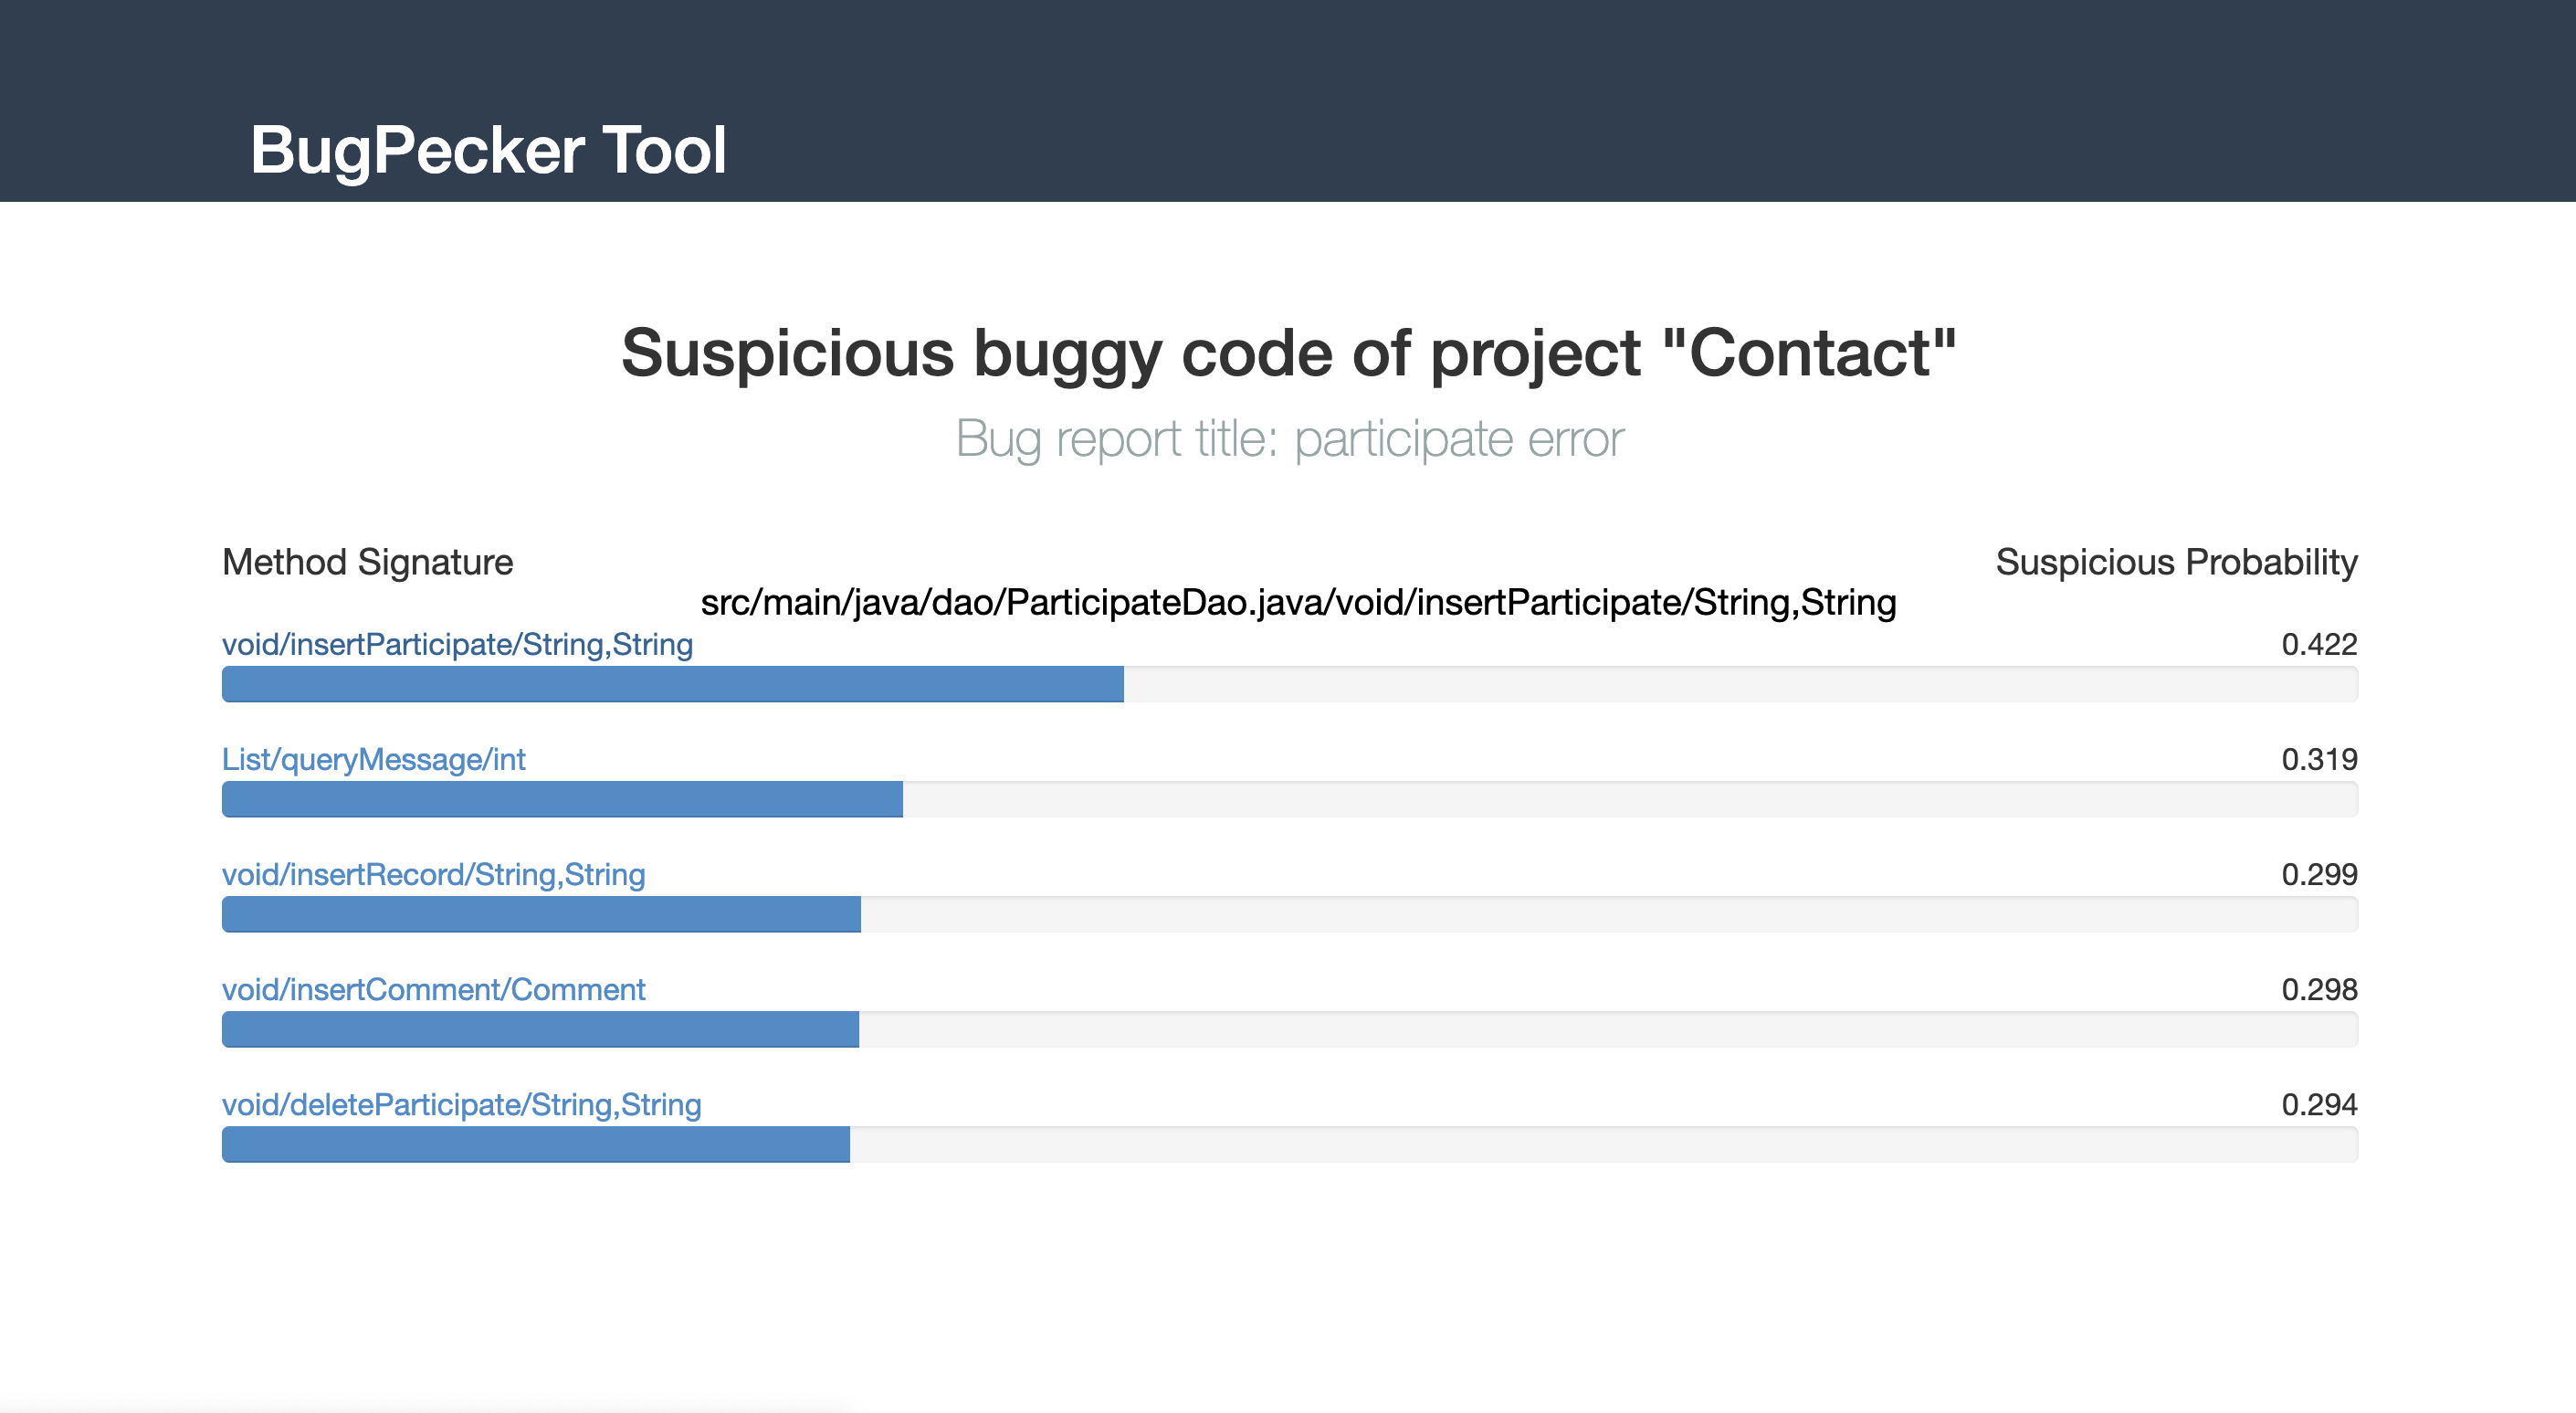 BugPecker Tool
Suspicious buggy code of project "Contact"
Bug report title: participate error
Method Signature Suspicious Probability
src/main/java/dao/ParticipateDao.java/void/insertParticipate/String,String
void/insertParticipate/String,String 0.422
List/queryMessage/int 0.319
void/insertRecord/String,String 0.299
void/insertComment/Comment 0.298
void/deleteParticipate/String,String 0.294